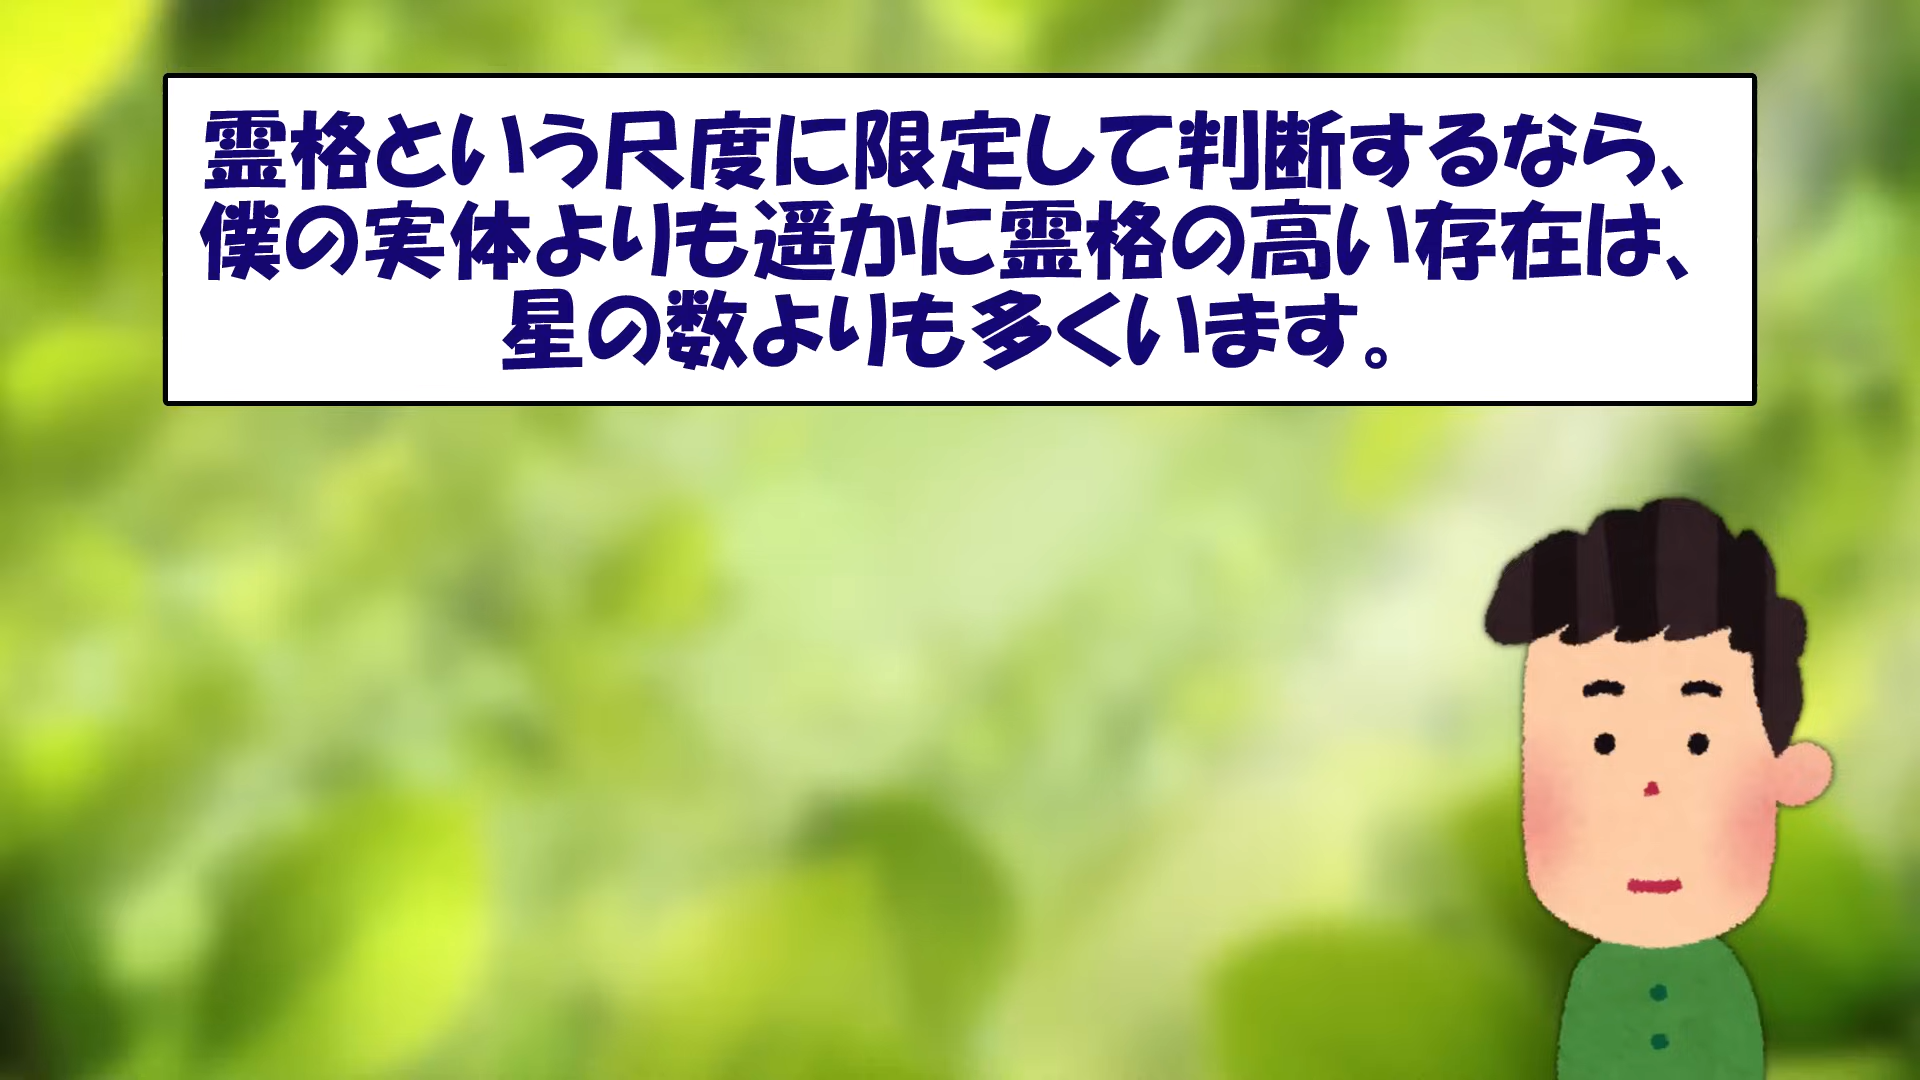 霊格という尺度に限定して判断するなら、
僕の実体よりも遥かに霊格の高い存在は、
星の数よりも多くいます。